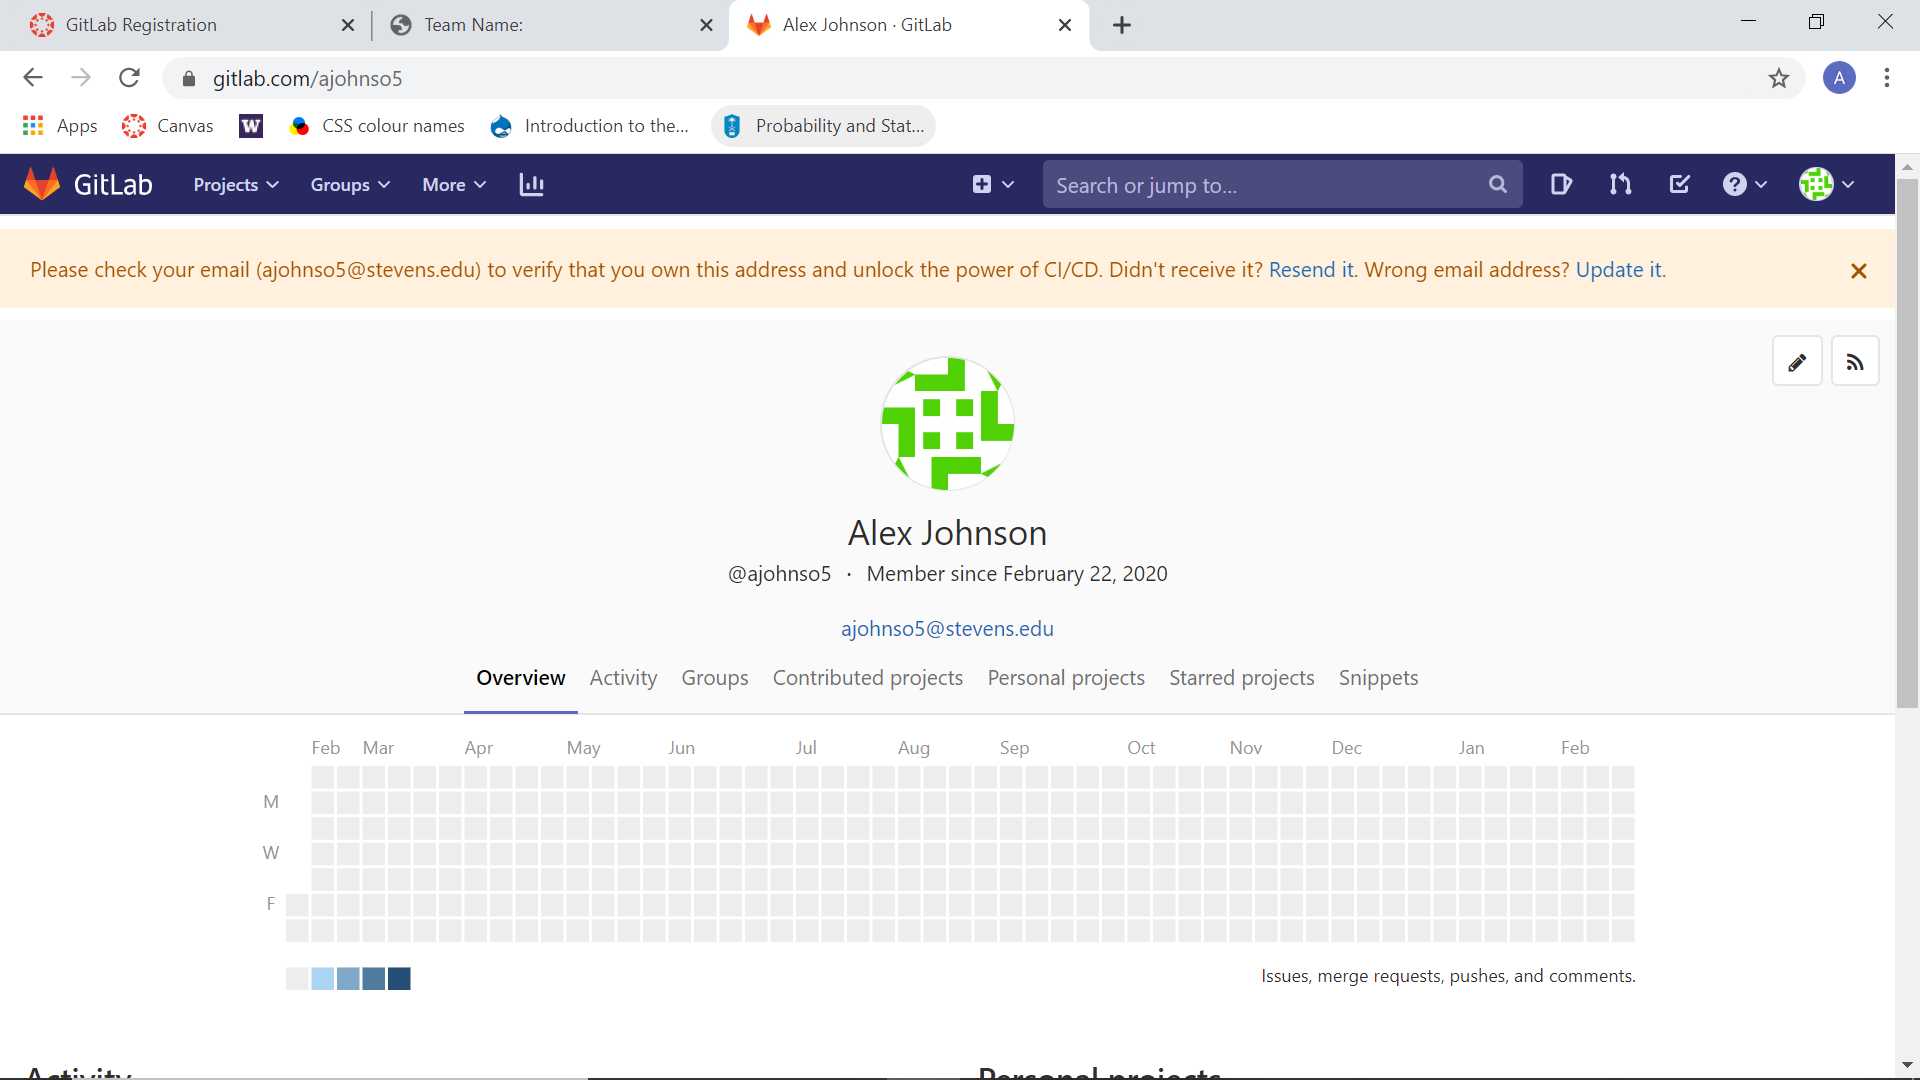 GitLab Registration
Team Name:
Alex Johnson · GitLab
gitlab.com/ajohnso5
A
Apps
Canvas
W
CSS colour names
Introduction to the...
Probability and Stat...
GitLab
Projects
Groups
More
Search or jump to...
Please check your email (ajohnso5@stevens.edu) to verify that you own this address and unlock the power of CI/CD. Didn't receive it? Resend it. Wrong email address? Update it.
Alex Johnson
@ajohnso5 · Member since February 22, 2020
ajohnso5@stevens.edu
Overview Activity Groups Contributed projects Personal projects Starred projects Snippets
Feb Mar Apr May Jun Jul Aug Sep Oct Nov Dec Jan Feb
M
W
F
Issues, merge requests, pushes, and comments.
Activity
Personal projects